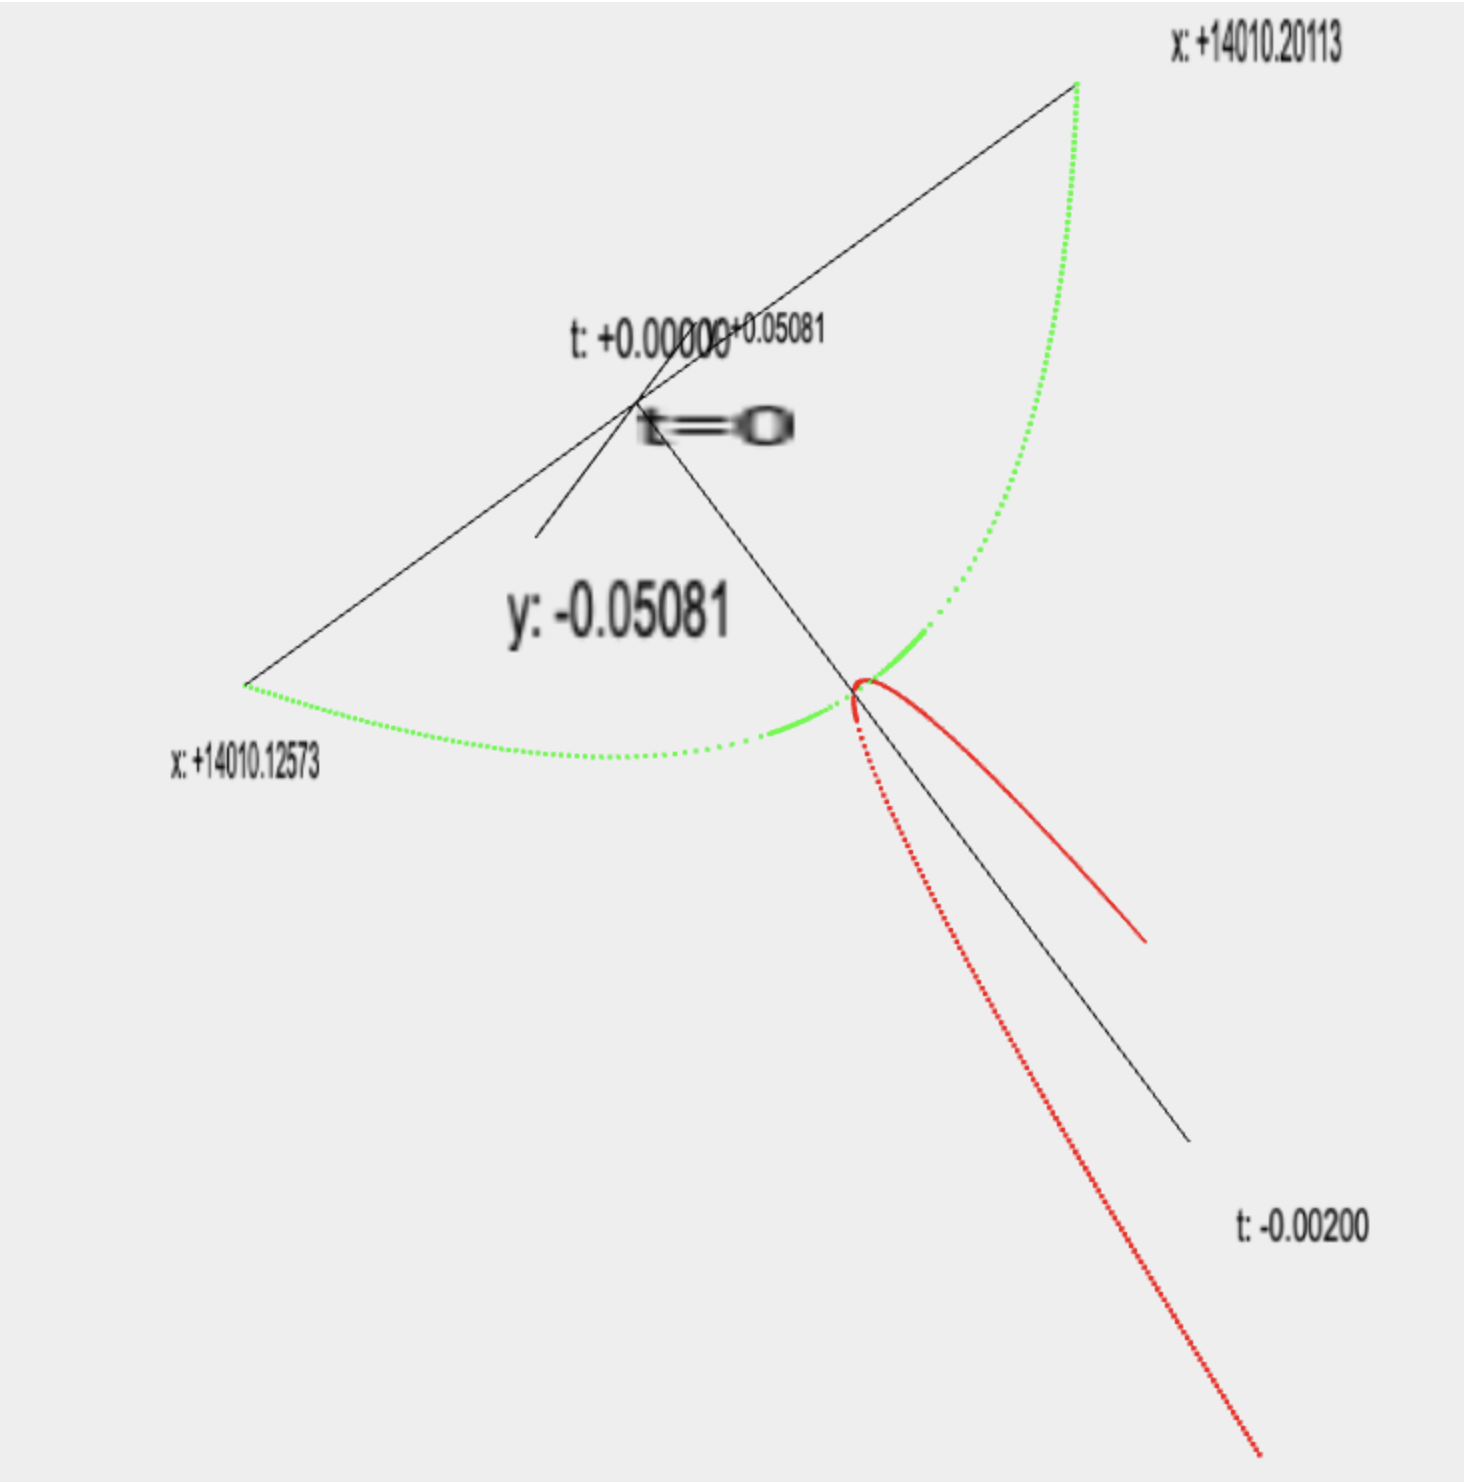 x: +14010.20113
t: +0.00000
+0.05081
t=0
y: -0.05081
x: +14010.12573
t: -0.00200